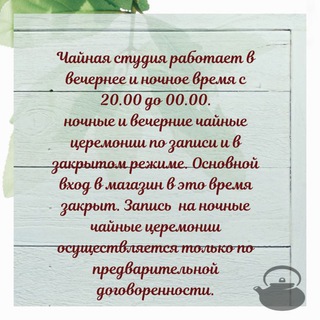 Чайная студия работает в
вечернее и ночное время с
20.00 до 00.00.
ночные и вечерние чайные
церемонии по записи и в
закрытом режиме. Основной
вход в магазин в это время
закрыт. Запись на ночные
чайные церемонии
осуществляется только по
предварительной
договоренности.